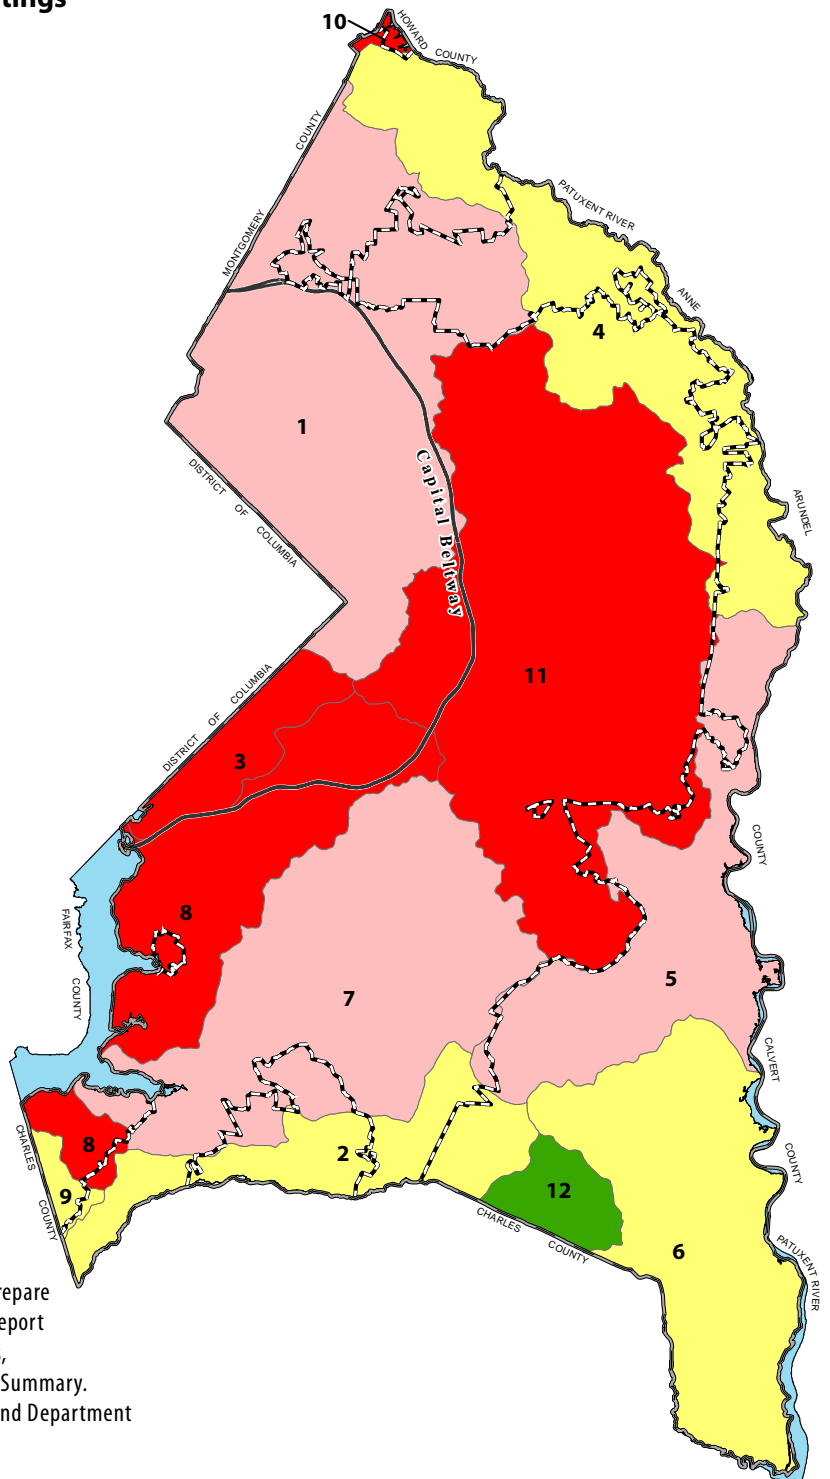 tings
10
HOWARD
COUNTY
COUNTY
MONTGOMERY
PATUXENT RIVER
ANNE
4
1
Capital Beltway
DISTRICT OF COLUMBIA
ARUNDEL
11
DISTRICT OF COLUMBIA
3
COUNTY
8
FAIRFAX
COUNTY
7
5
CALVERT
CHARLES
8
2
COUNTY
12
9
COUNTY
CHARLES
COUNTY
6
PATUXENT RIVER
repare
eport
,
Summary.
nd Department